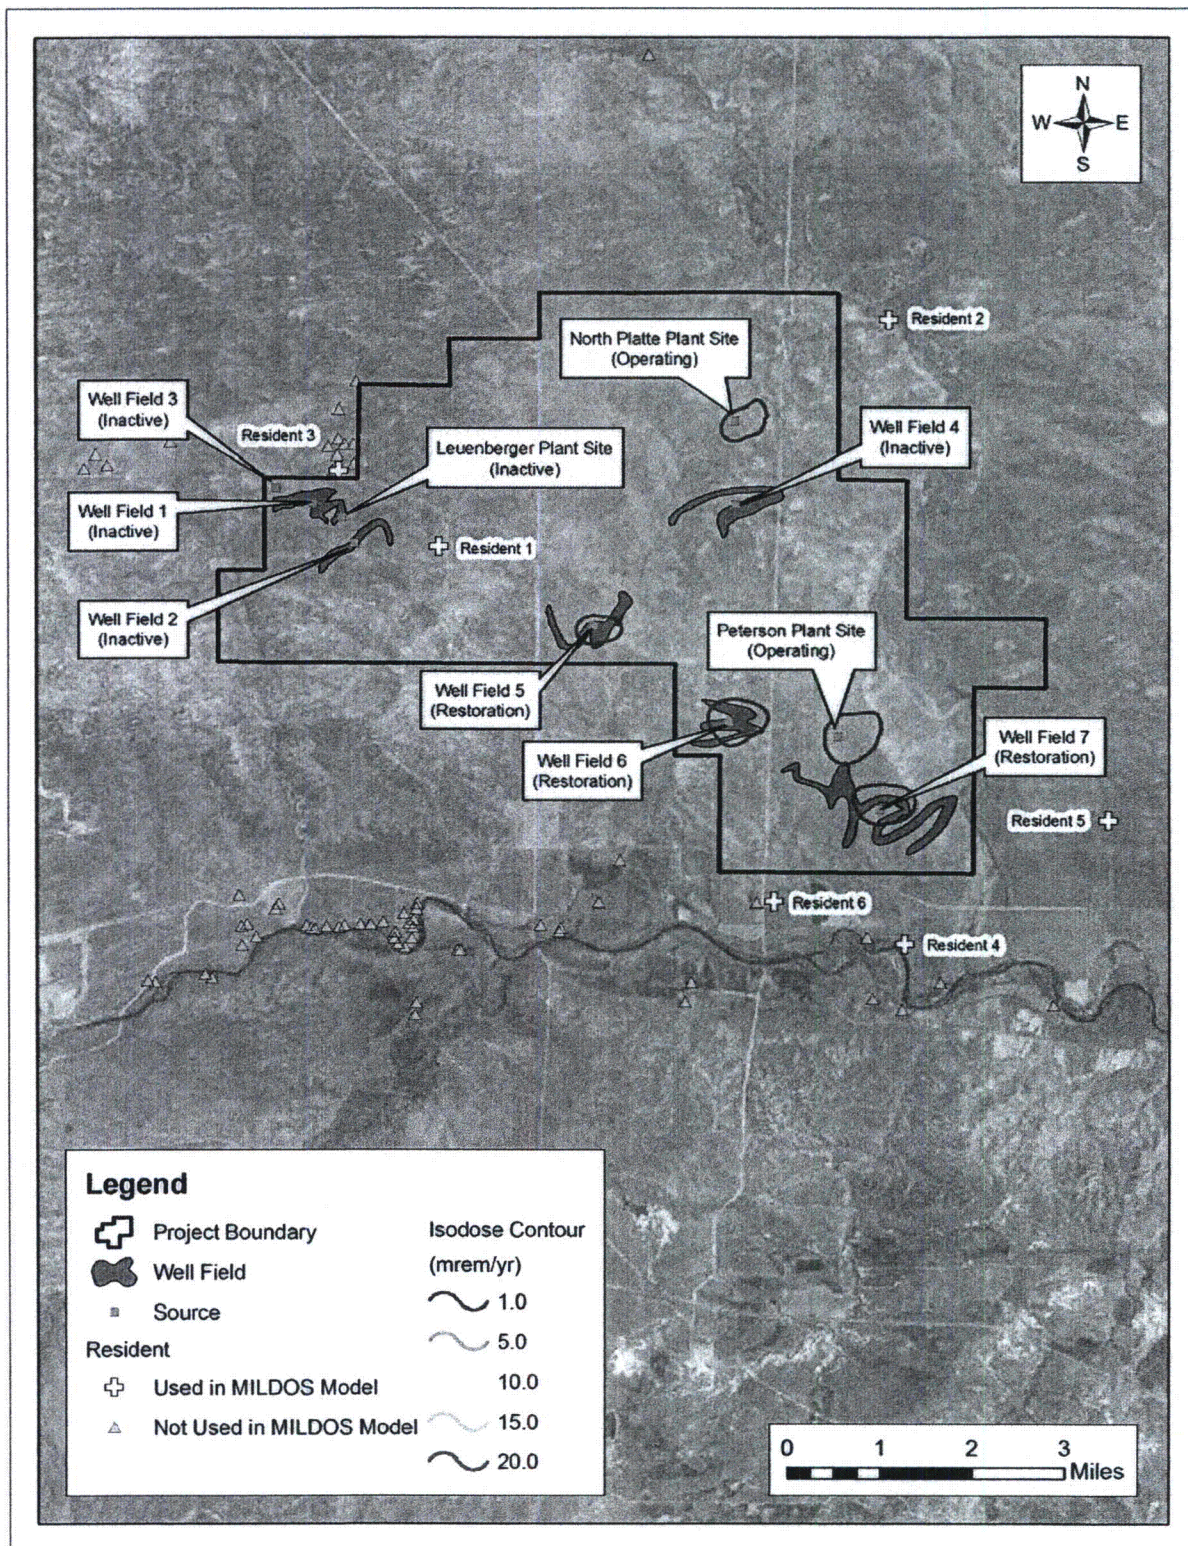 N
W E
S
Resident 2
North Platte Plant Site
(Operating)
Well Field 3
(Inactive)
Resident 3
Leuenberger Plant Site
(Inactive)
Well Field 4
(Inactive)
Well Field 1
(Inactive)
Resident 1
Well Field 2
(Inactive)
Peterson Plant Site
(Operating)
Well Field 5
(Restoration)
Well Field 6
(Restoration)
Well Field 7
(Restoration)
Resident 5
Resident 6
Resident 4
Legend
Project Boundary
Well Field
Source
Resident
Used in MILDOS Model
Not Used in MILDOS Model
Isodose Contour
(mrem/yr)
1.0
5.0
10.0
15.0
20.0
0 1 2 3
Miles